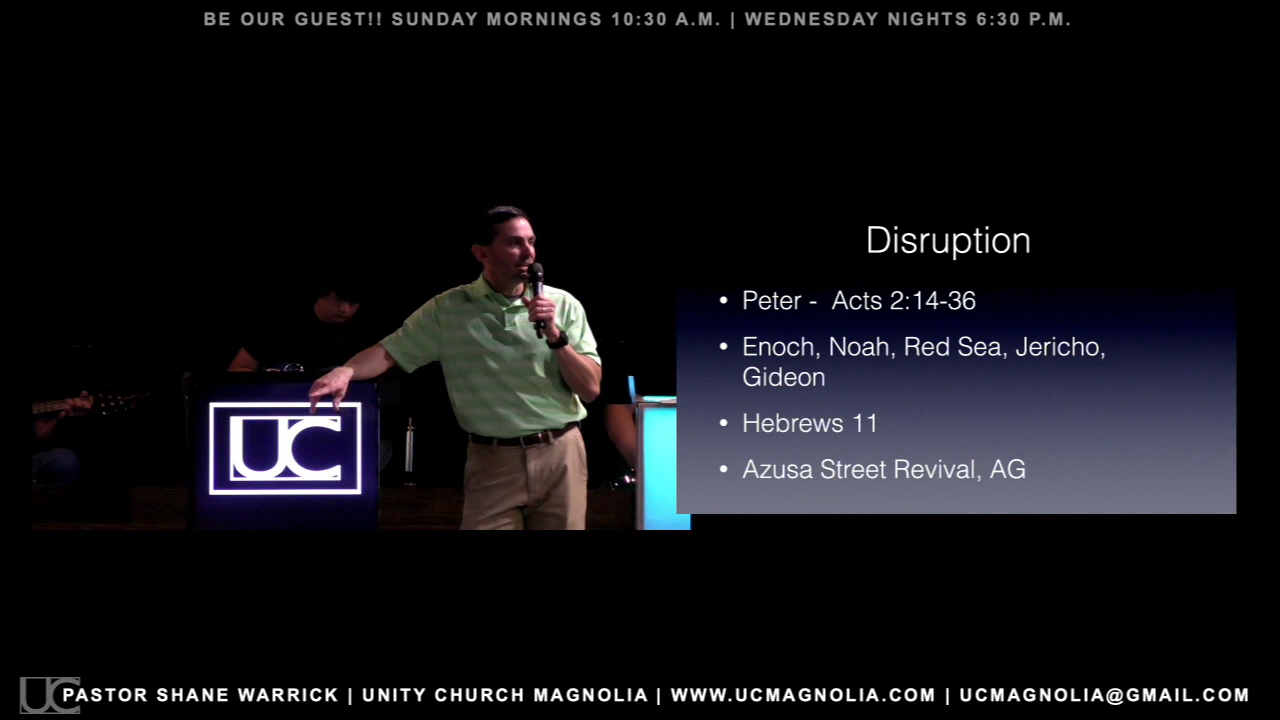 BE OUR GUEST!! SUNDAY MORNINGS 10:30 A.M. | WEDNESDAY NIGHTS 6:30 P.M.
Disruption
• Peter -  Acts 2:14-36
• Enoch, Noah, Red Sea, Jericho,
Gideon
• Hebrews 11
• Azusa Street Revival, AG
UC
UC
PASTOR SHANE WARRICK | UNITY CHURCH MAGNOLIA | WWW.UCMAGNOLIA.COM | UCMAGNOLIA@GMAIL.COM